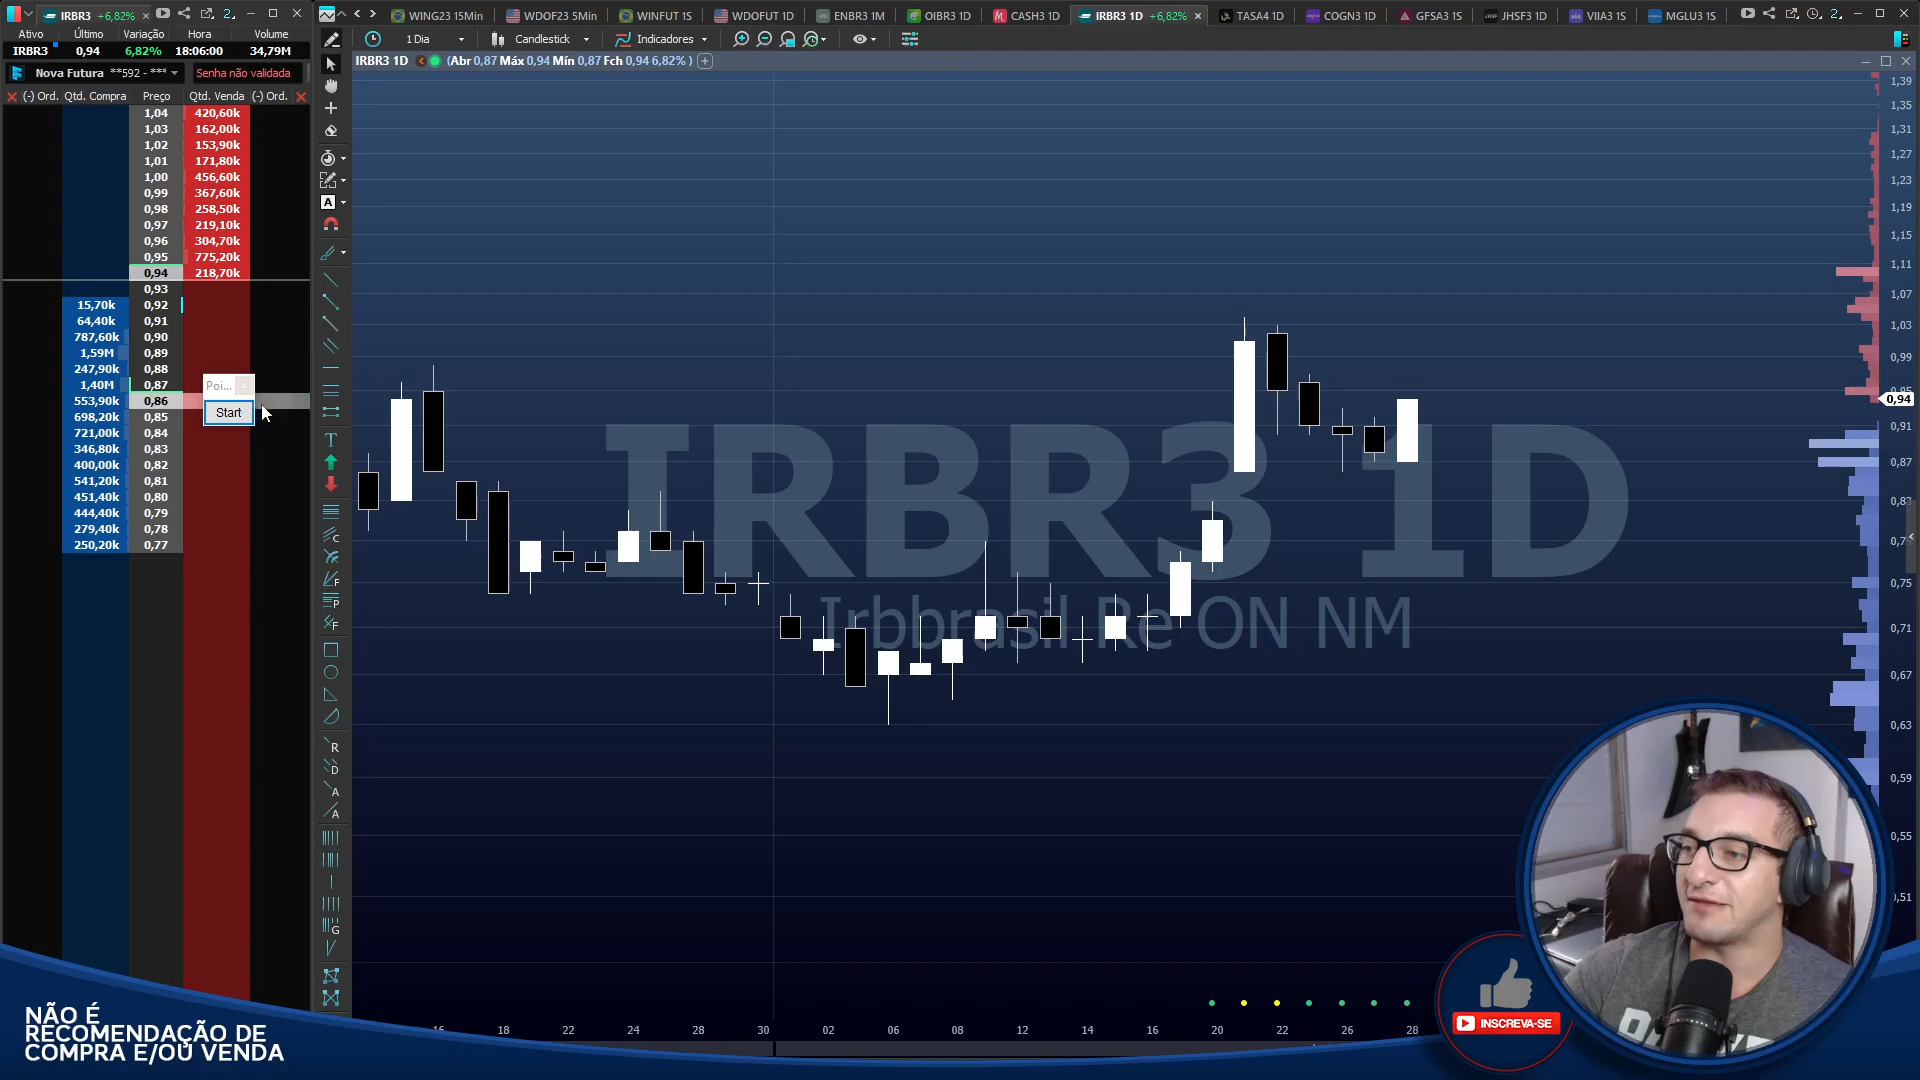 IRBR3 +6,82%
2
WING23 15Min
WDOF23 5Min
WINFUT 1S
WDOFUT 1D
ENBR3 1M
OIBR3 1D
CASH3 1D
IRBR3 1D +6,82%
TASA4 1D
COGN3 1D
GFSA3 1S
JHSF3 1D
VIIA3 1S
MGLU3 1S
2
Ativo Último Variação Hora Volume
IRBR3 0,94 6,82% 18:06:00 34,79M
1 Dia
Candlestick
Indicadores
Nova Futura **592 - *** Senha não validada
IRBR3 1D (Abr 0,87 Máx 0,94 Mín 0,87 Fch 0,94 6,82% )
(-) Ord. Qtd. Compra Preço Qtd. Venda (-) Ord.
1,04 420,60k
1,03 162,00k
1,02 153,90k
1,01 171,80k
1,00 456,60k
0,99 367,60k
0,98 258,50k
0,97 219,10k
0,96 304,70k
0,95 775,20k
0,94 218,70k
0,93
15,70k 0,92
64,40k 0,91
787,60k 0,90
1,59M 0,89
247,90k 0,88
1,40M 0,87
553,90k 0,86
698,20k 0,85
721,00k 0,84
346,80k 0,83
400,00k 0,82
541,20k 0,81
451,40k 0,80
444,40k 0,79
279,40k 0,78
250,20k 0,77
Poi...
Start
IRBR3 1D
Irbbrasil Re ON NM
1,39
1,35
1,31
1,27
1,23
1,19
1,15
1,11
1,07
1,03
0,99
0,95
0,94
0,91
0,87
0,83
0,79
0,75
0,71
0,67
0,63
0,59
0,55
0,51
16 18 22 24 28 30 02 06 08 12 14 16 20 22 26 28
NÃO É
RECOMENDAÇÃO DE
COMPRA E/OU VENDA
INSCREVA-SE